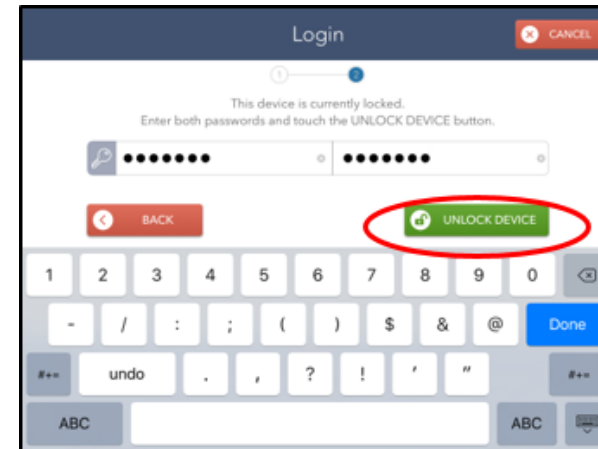 Login
CANCEL
1 2
This device is currently locked.
Enter both passwords and touch the UNLOCK DEVICE button.
BACK UNLOCK DEVICE
1 2 3 4 5 6 7 8 9 0
- / : ; ( ) $ & @ Done
#+= undo . , ? ! ' " #+=
ABC ABC